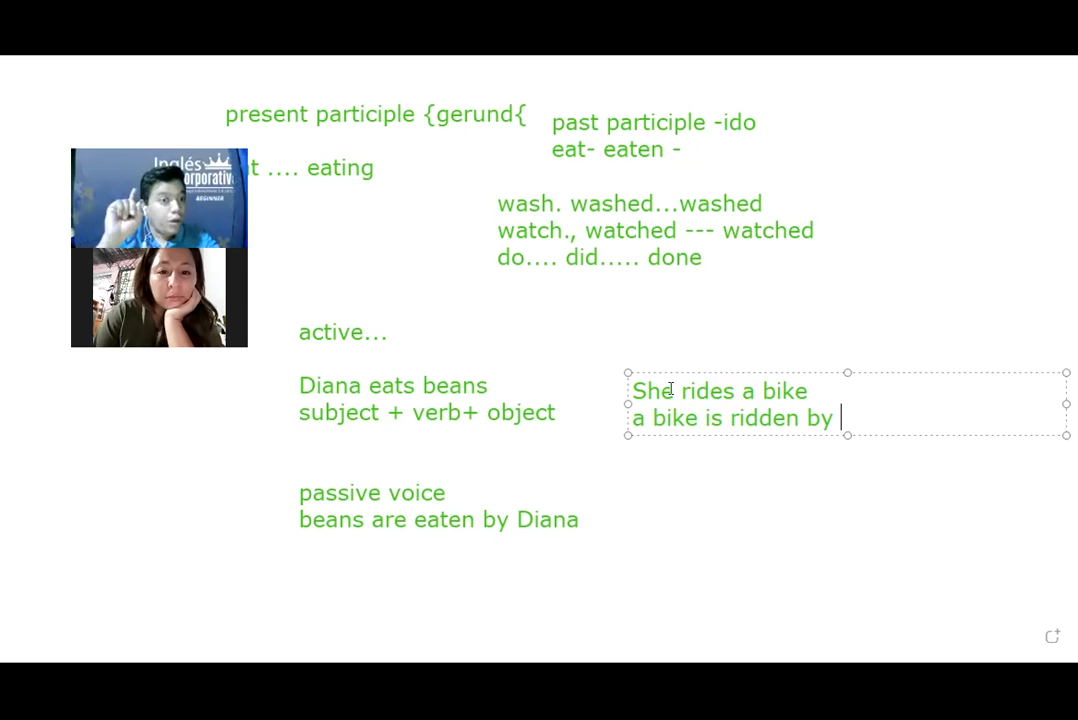 present participle {gerund{
past participle -ido
eat- eaten -
.... eating
Inglés
BEGINNER
wash. washed...washed
watch., watched --- watched
do.... did..... done
active...
Diana eats beans
subject + verb+ object
She rides a bike
a bike is ridden by
passive voice
beans are eaten by Diana